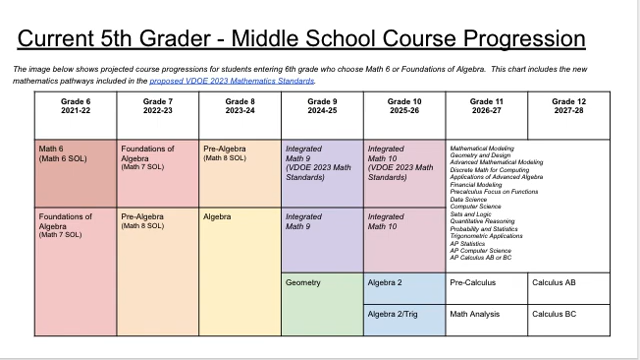 Current 5th Grader - Middle School Course Progression
The image below shows projected course progressions for students entering 6th grade who choose Math 6 or Foundations of Algebra. This chart includes the new
mathematics pathways included in the proposed VDOE 2023 Mathematics Standards.
Grade 6
2021-22
Grade 7
2022-23
Grade 8
2023-24
Grade 9
2024-25
Grade 10
2025-26
Grade 11
2026-27
Grade 12
2027-28
Math 6
(Math 6 SOL)
Foundations of
Algebra
(Math 7 SOL)
Pre-Algebra
(Math 8 SOL)
Integrated
Math 9
(VDOE 2023 Math
Standards)
Integrated
Math 10
(VDOE 2023 Math
Standards)
Mathematical Modeling
Geometry and Design
Advanced Mathematical Modeling
Discrete Math for Computing
Applications of Advanced Algebra
Financial Modeling
Precalculus Focus on Functions
Data Science
Computer Science
Sets and Logic
Quantitative Reasoning
Probability and Statistics
Trigonometric Applications
AP Statistics
AP Computer Science
AP Calculus AB or BC
Foundations of
Algebra
(Math 7 SOL)
Pre-Algebra
(Math 8 SOL)
Algebra
Integrated
Math 9
Integrated
Math 10
Geometry
Algebra 2
Pre-Calculus
Calculus AB
Algebra 2/Trig
Math Analysis
Calculus BC